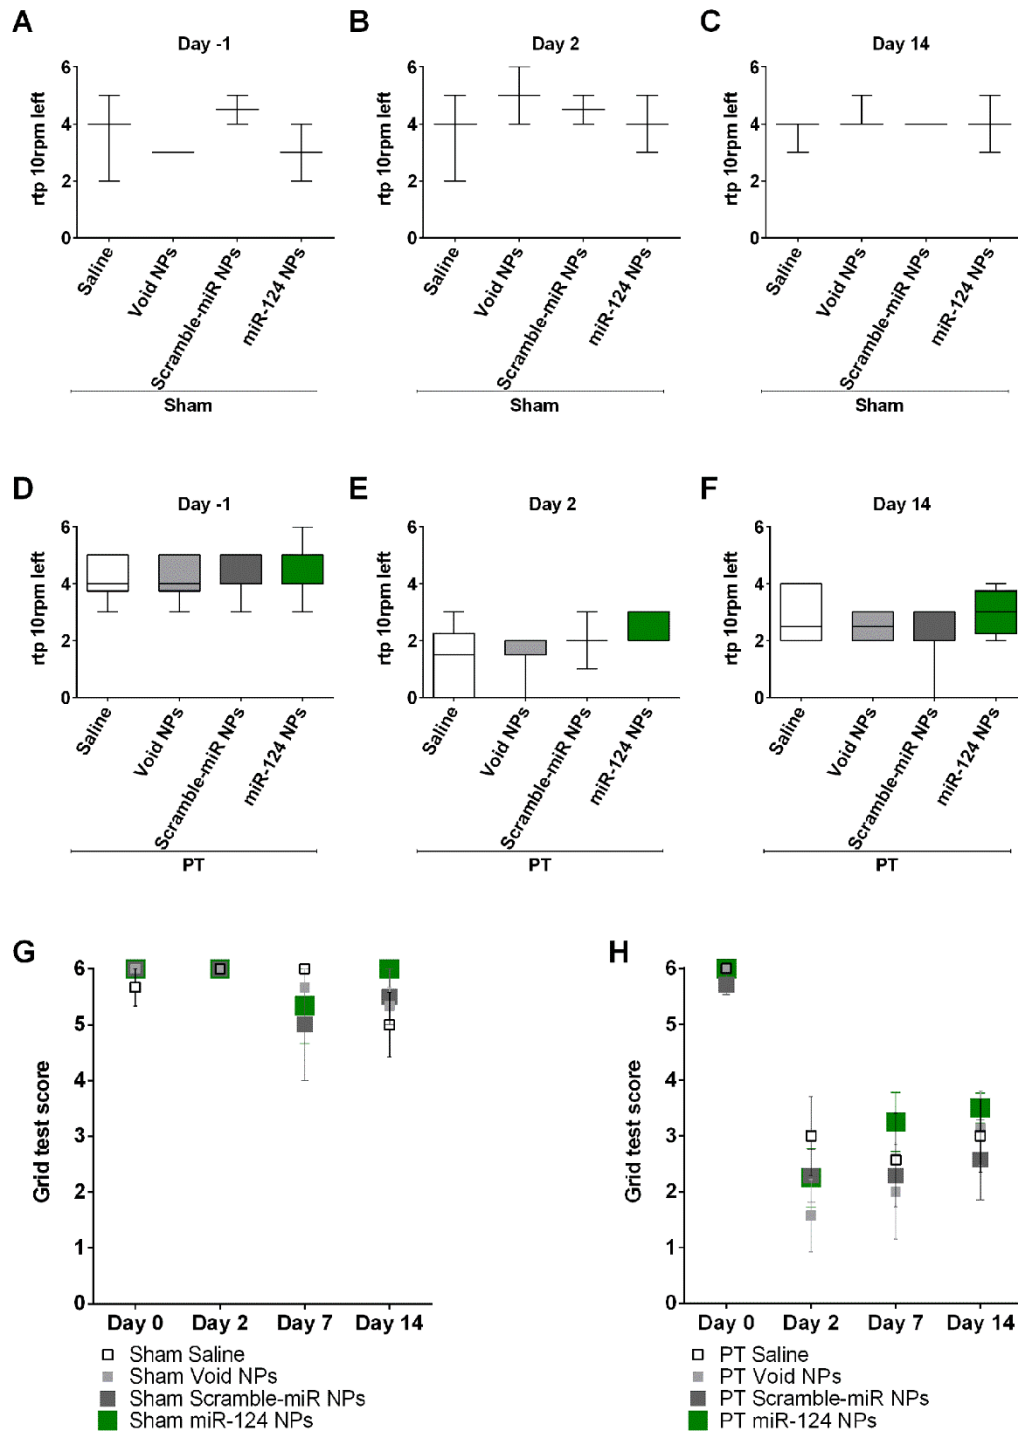 A
B
C
Day -1
Day 2
Day 14
rtp 10rpm left
6
4
2
0
Saline
Void NPs
Scramble-miR NPs
miR-124 NPs
Sham
rtp 10rpm left
6
4
2
0
Saline
Void NPs
Scramble-miR NPs
miR-124 NPs
Sham
rtp 10rpm left
6
4
2
0
Saline
Void NPs
Scramble-miR NPs
miR-124 NPs
Sham
D
E
F
Day -1
Day 2
Day 14
rtp 10rpm left
6
4
2
0
Saline
Void NPs
Scramble-miR NPs
miR-124 NPs
PT
rtp 10rpm left
6
4
2
0
Saline
Void NPs
Scramble-miR NPs
miR-124 NPs
PT
rtp 10rpm left
6
4
2
0
Saline
Void NPs
Scramble-miR NPs
miR-124 NPs
PT
G
Grid test score
6
5
4
3
2
1
0
Day 0 Day 2 Day 7 Day 14
Sham Saline
Sham Void NPs
Sham Scramble-miR NPs
Sham miR-124 NPs
H
Grid test score
6
5
4
3
2
1
0
Day 0 Day 2 Day 7 Day 14
PT Saline
PT Void NPs
PT Scramble-miR NPs
PT miR-124 NPs